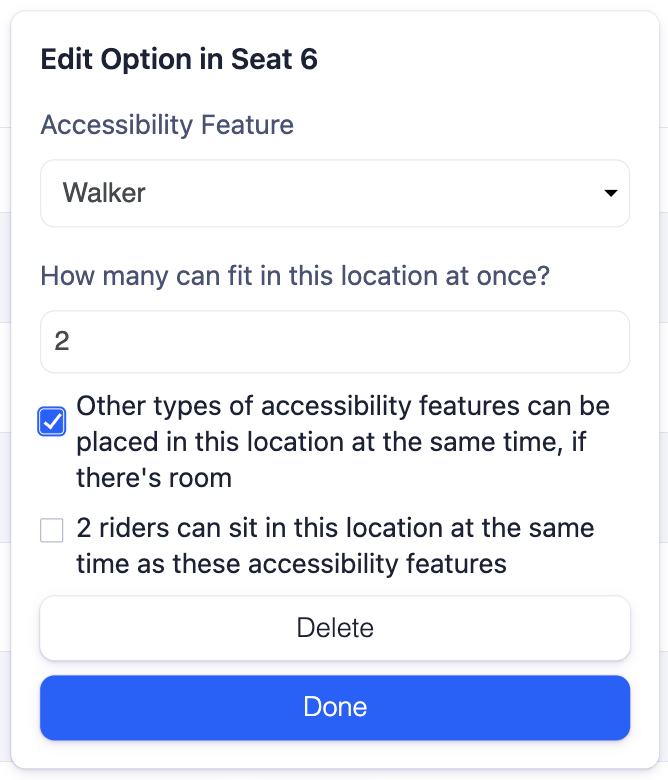 Edit Option in Seat 6
Accessibility Feature
Walker
How many can fit in this location at once?
2
Other types of accessibility features can be
placed in this location at the same time, if
there's room
2 riders can sit in this location at the same
time as these accessibility features
Delete
Done